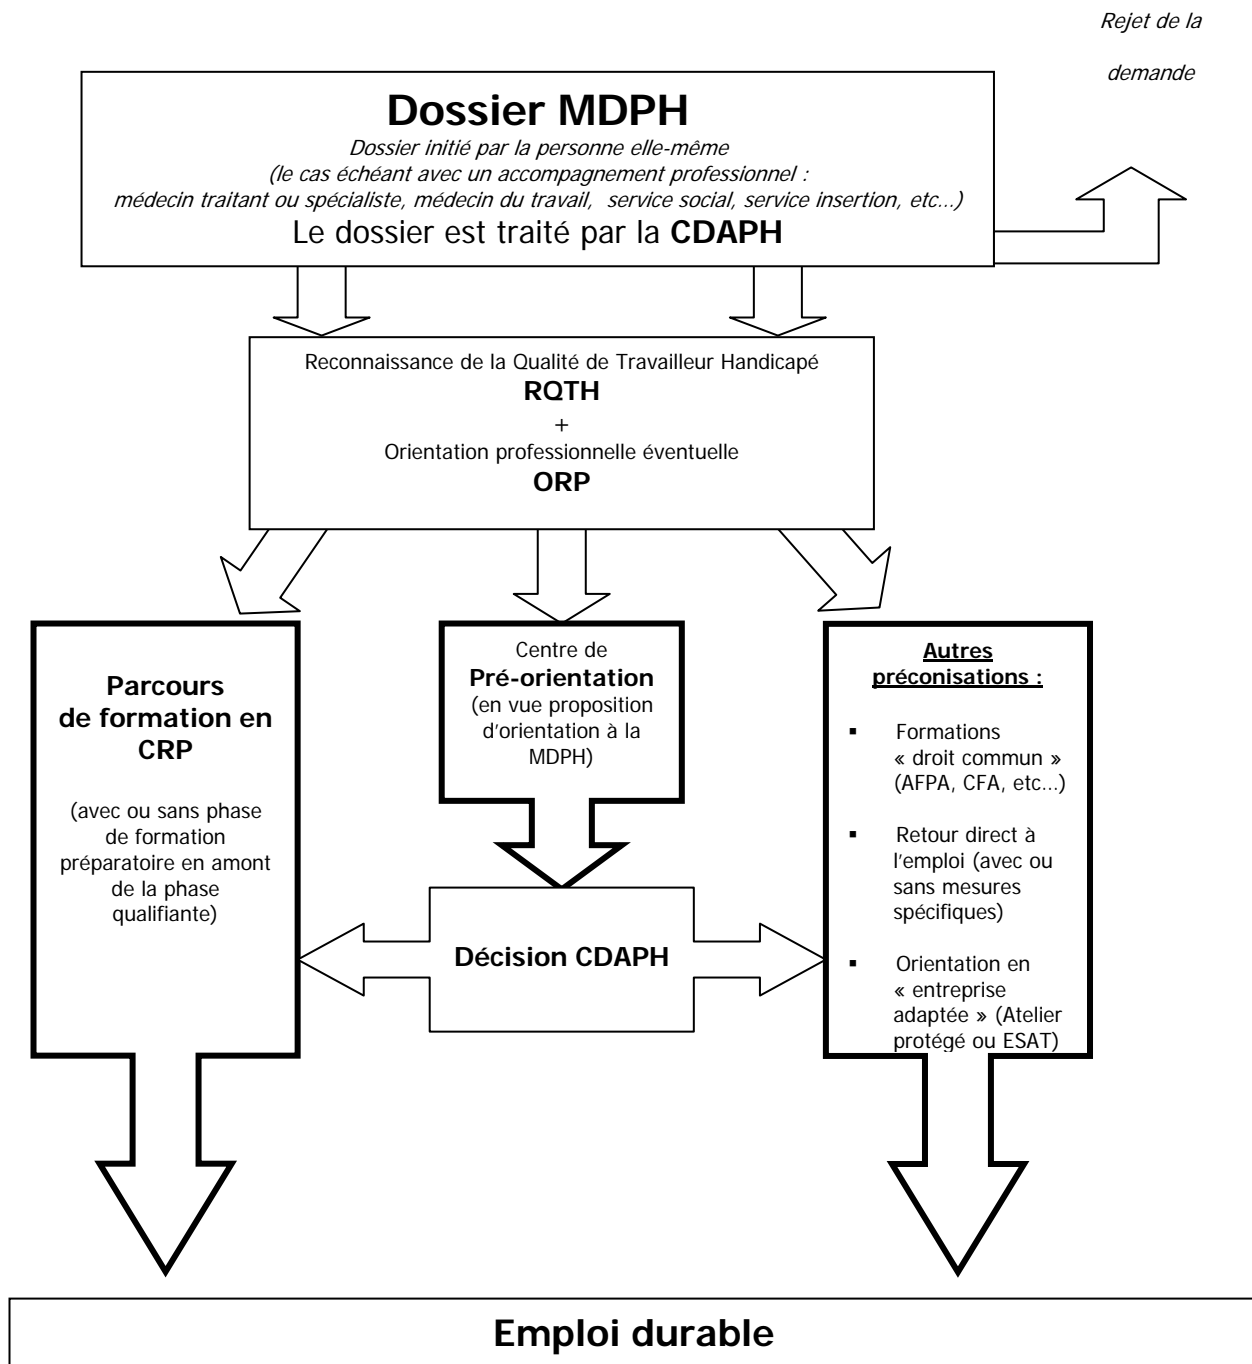 Rejet de la
demande
Dossier MDPH
Dossier initié par la personne elle-même
(le cas échéant avec un accompagnement professionnel :
médecin traitant ou spécialiste, médecin du travail, service social, service insertion, etc...)
Le dossier est traité par la CDAPH
Reconnaissance de la Qualité de Travailleur Handicapé
RQTH
+
Orientation professionnelle éventuelle
ORP
Parcours
de formation en
CRP
(avec ou sans phase
de formation
préparatoire en amont
de la phase
qualifiante)
Centre de
Pré-orientation
(en vue proposition
d'orientation à la
MDPH)
Décision CDAPH
Autres
préconisations :
▪ Formations
« droit commun »
(AFPA, CFA, etc...)
▪ Retour direct à
l'emploi (avec ou
sans mesures
spécifiques)
▪ Orientation en
« entreprise
adaptée » (Atelier
protégé ou ESAT)
Emploi durable